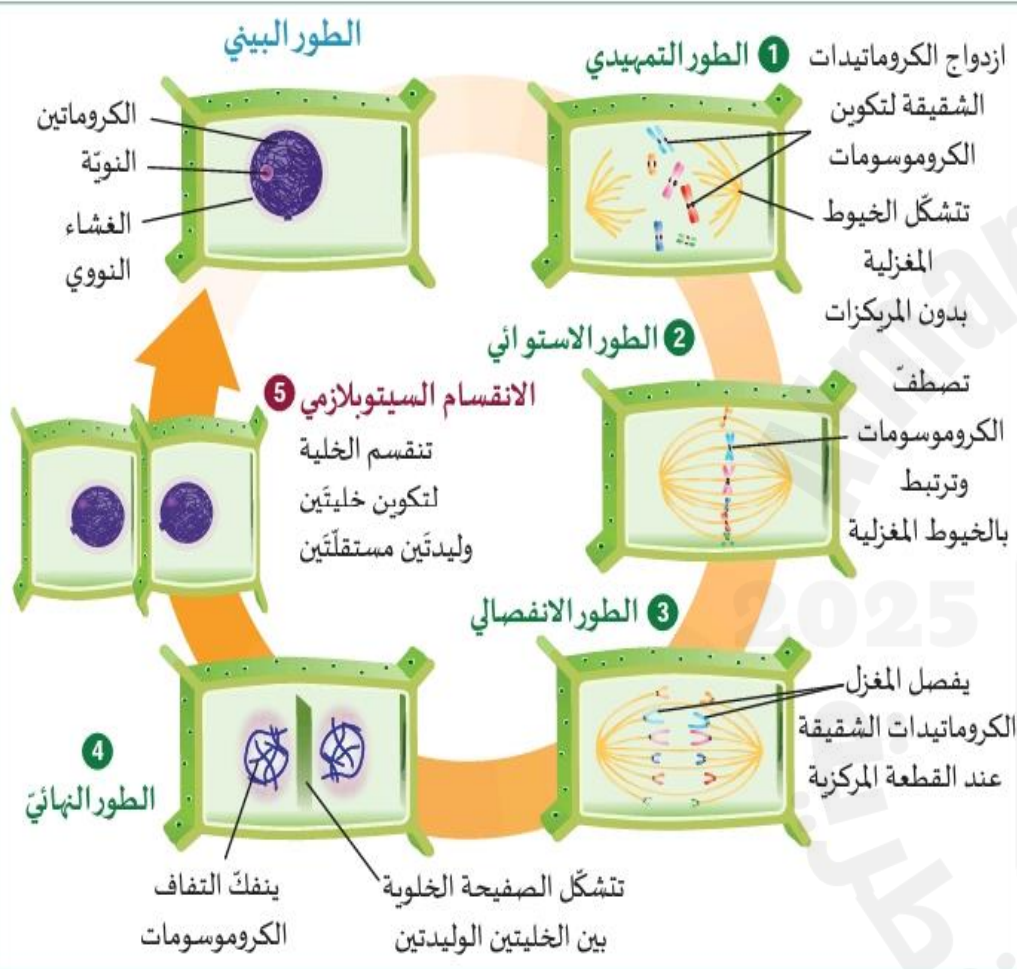 الطور البيني
الكروماتين
النويّة
الغشاء
النووي
1 الطور التمهيدي
ازدواج الكروماتيدات
الشقيقة لتكوين
الكروموسومات
تتشكّل الخيوط
المغزلية
بدون المريكزات
2 الطور الاستوائي
تصطفّ
الكروموسومات
وترتبط
بالخيوط المغزلية
3 الطور الانفصالي
يفصل المغزل
الكروماتيدات الشقيقة
عند القطعة المركزية
4
الطور النهائيّ
ينفكّ التفاف
الكروموسومات
تتشكّل الصفيحة الخلوية
بين الخليتين الوليدتين
5 الانقسام السيتوبلازمي
تنقسم الخلية
لتكوين خليتَين
وليدتَين مستقلّتَين
2025